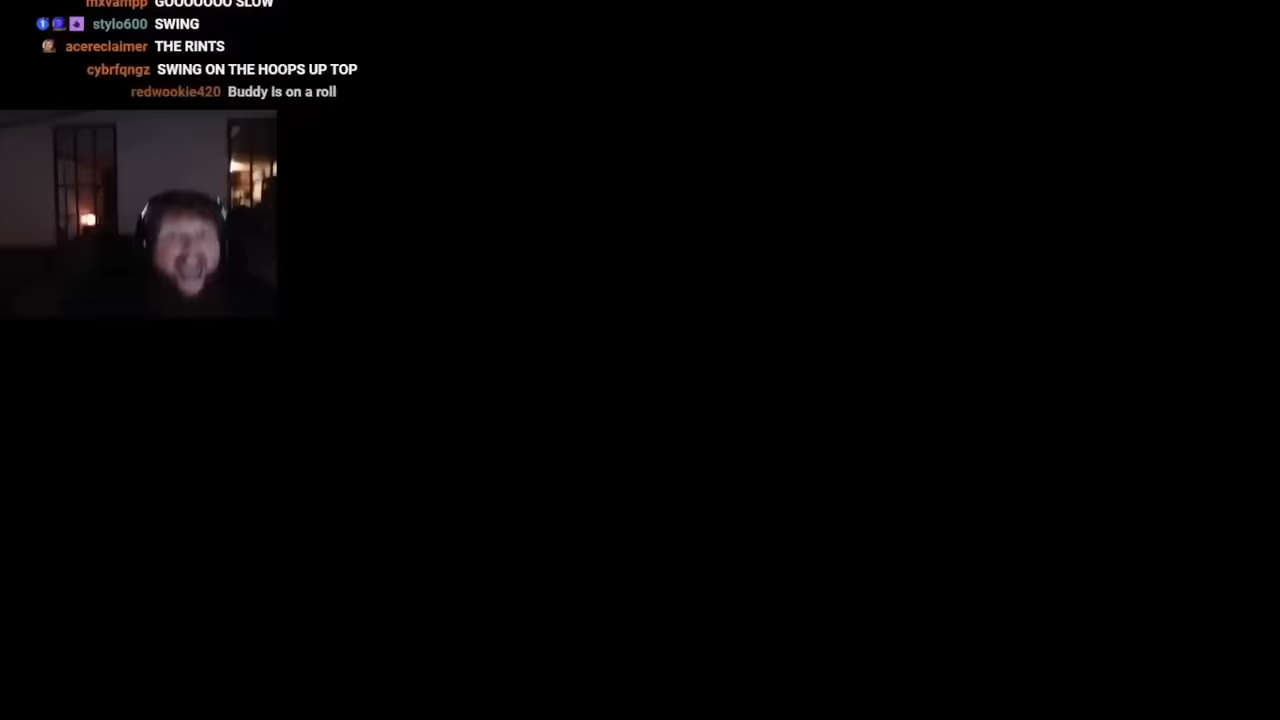 mxvampp GOOOOOOO SLOW
stylo600 SWING
acereclaimer THE RINTS
cybrfqngz SWING ON THE HOOPS UP TOP
redwookie420 Buddy is on a roll